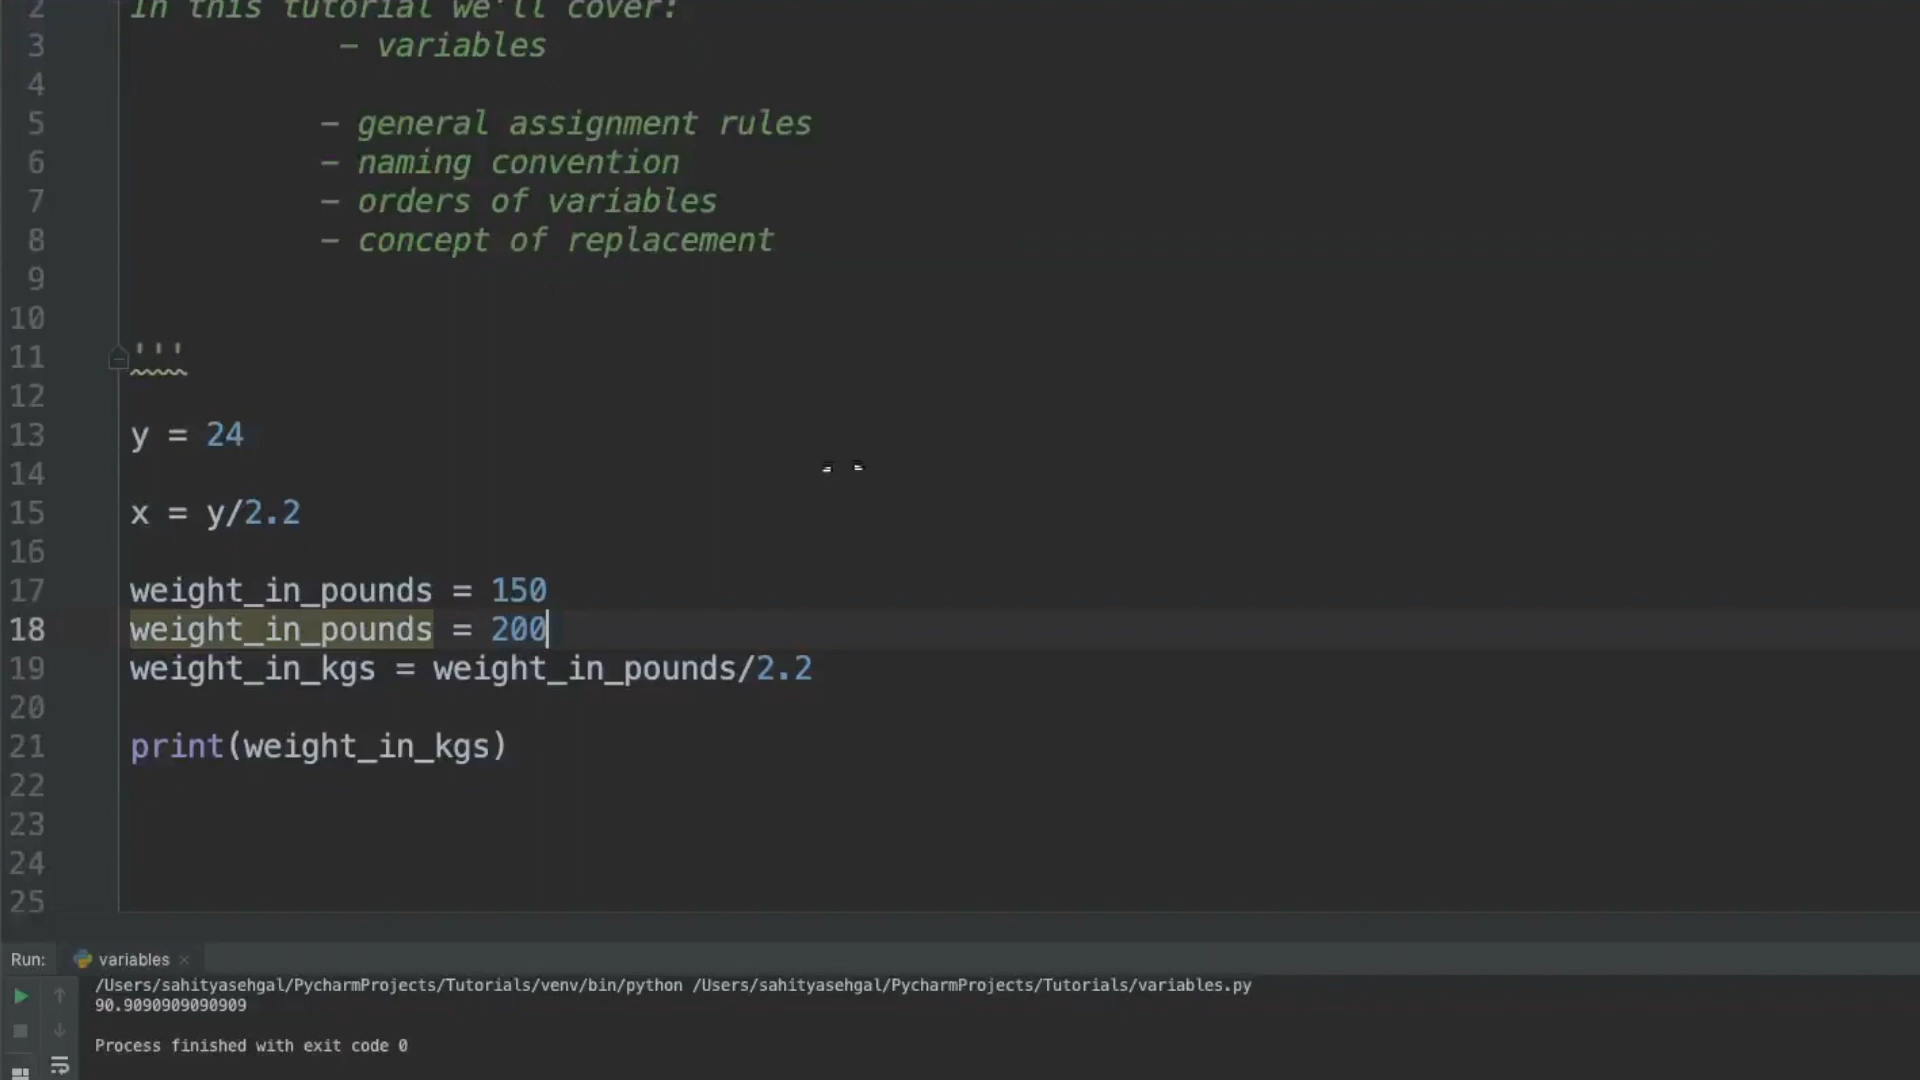 2 In this tutorial we'll cover:
3 - variables
4
5 - general assignment rules
6 - naming convention
7 - orders of variables
8 - concept of replacement
9
10
11 '''
12
13 y = 24
14
15 x = y/2.2
16
17 weight_in_pounds = 150
18 weight_in_pounds = 200
19 weight_in_kgs = weight_in_pounds/2.2
20
21 print(weight_in_kgs)
22
23
24
25
Run: variables
/Users/sahityasehgal/PycharmProjects/Tutorials/venv/bin/python /Users/sahityasehgal/PycharmProjects/Tutorials/variables.py
90.9090909090909
Process finished with exit code 0